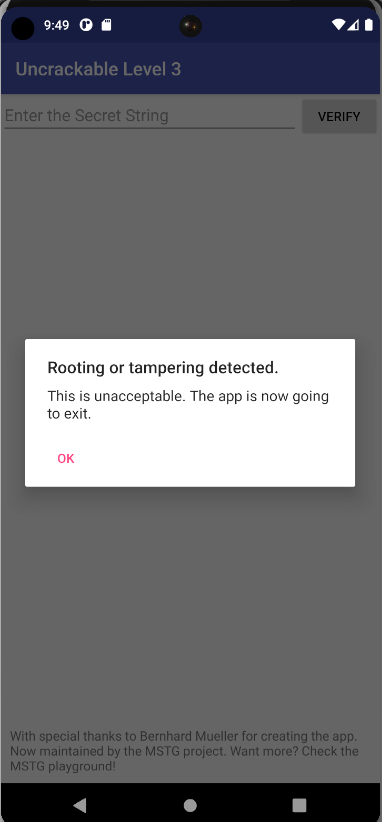 9:49
Uncrackable Level 3
Enter the Secret String
VERIFY
Rooting or tampering detected.
This is unacceptable. The app is now going
to exit.
OK
With special thanks to Bernhard Mueller for creating the app.
Now maintained by the MSTG project. Want more? Check the
MSTG playground!